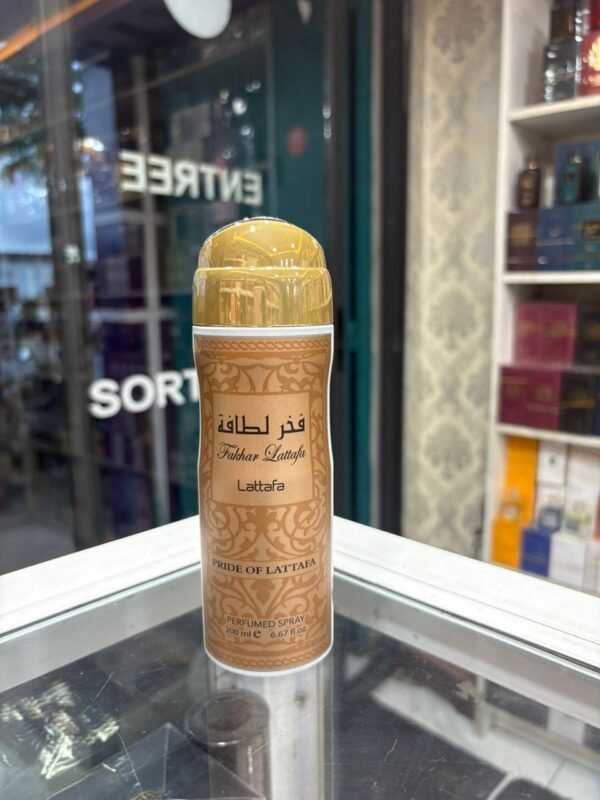 ENTREE
SORT
فخر لطافة
Fakhar Lattafa
Lattafa
PRIDE OF LATTAFA
PERFUMED SPRAY
200 ml e 6.67 fl.oz.